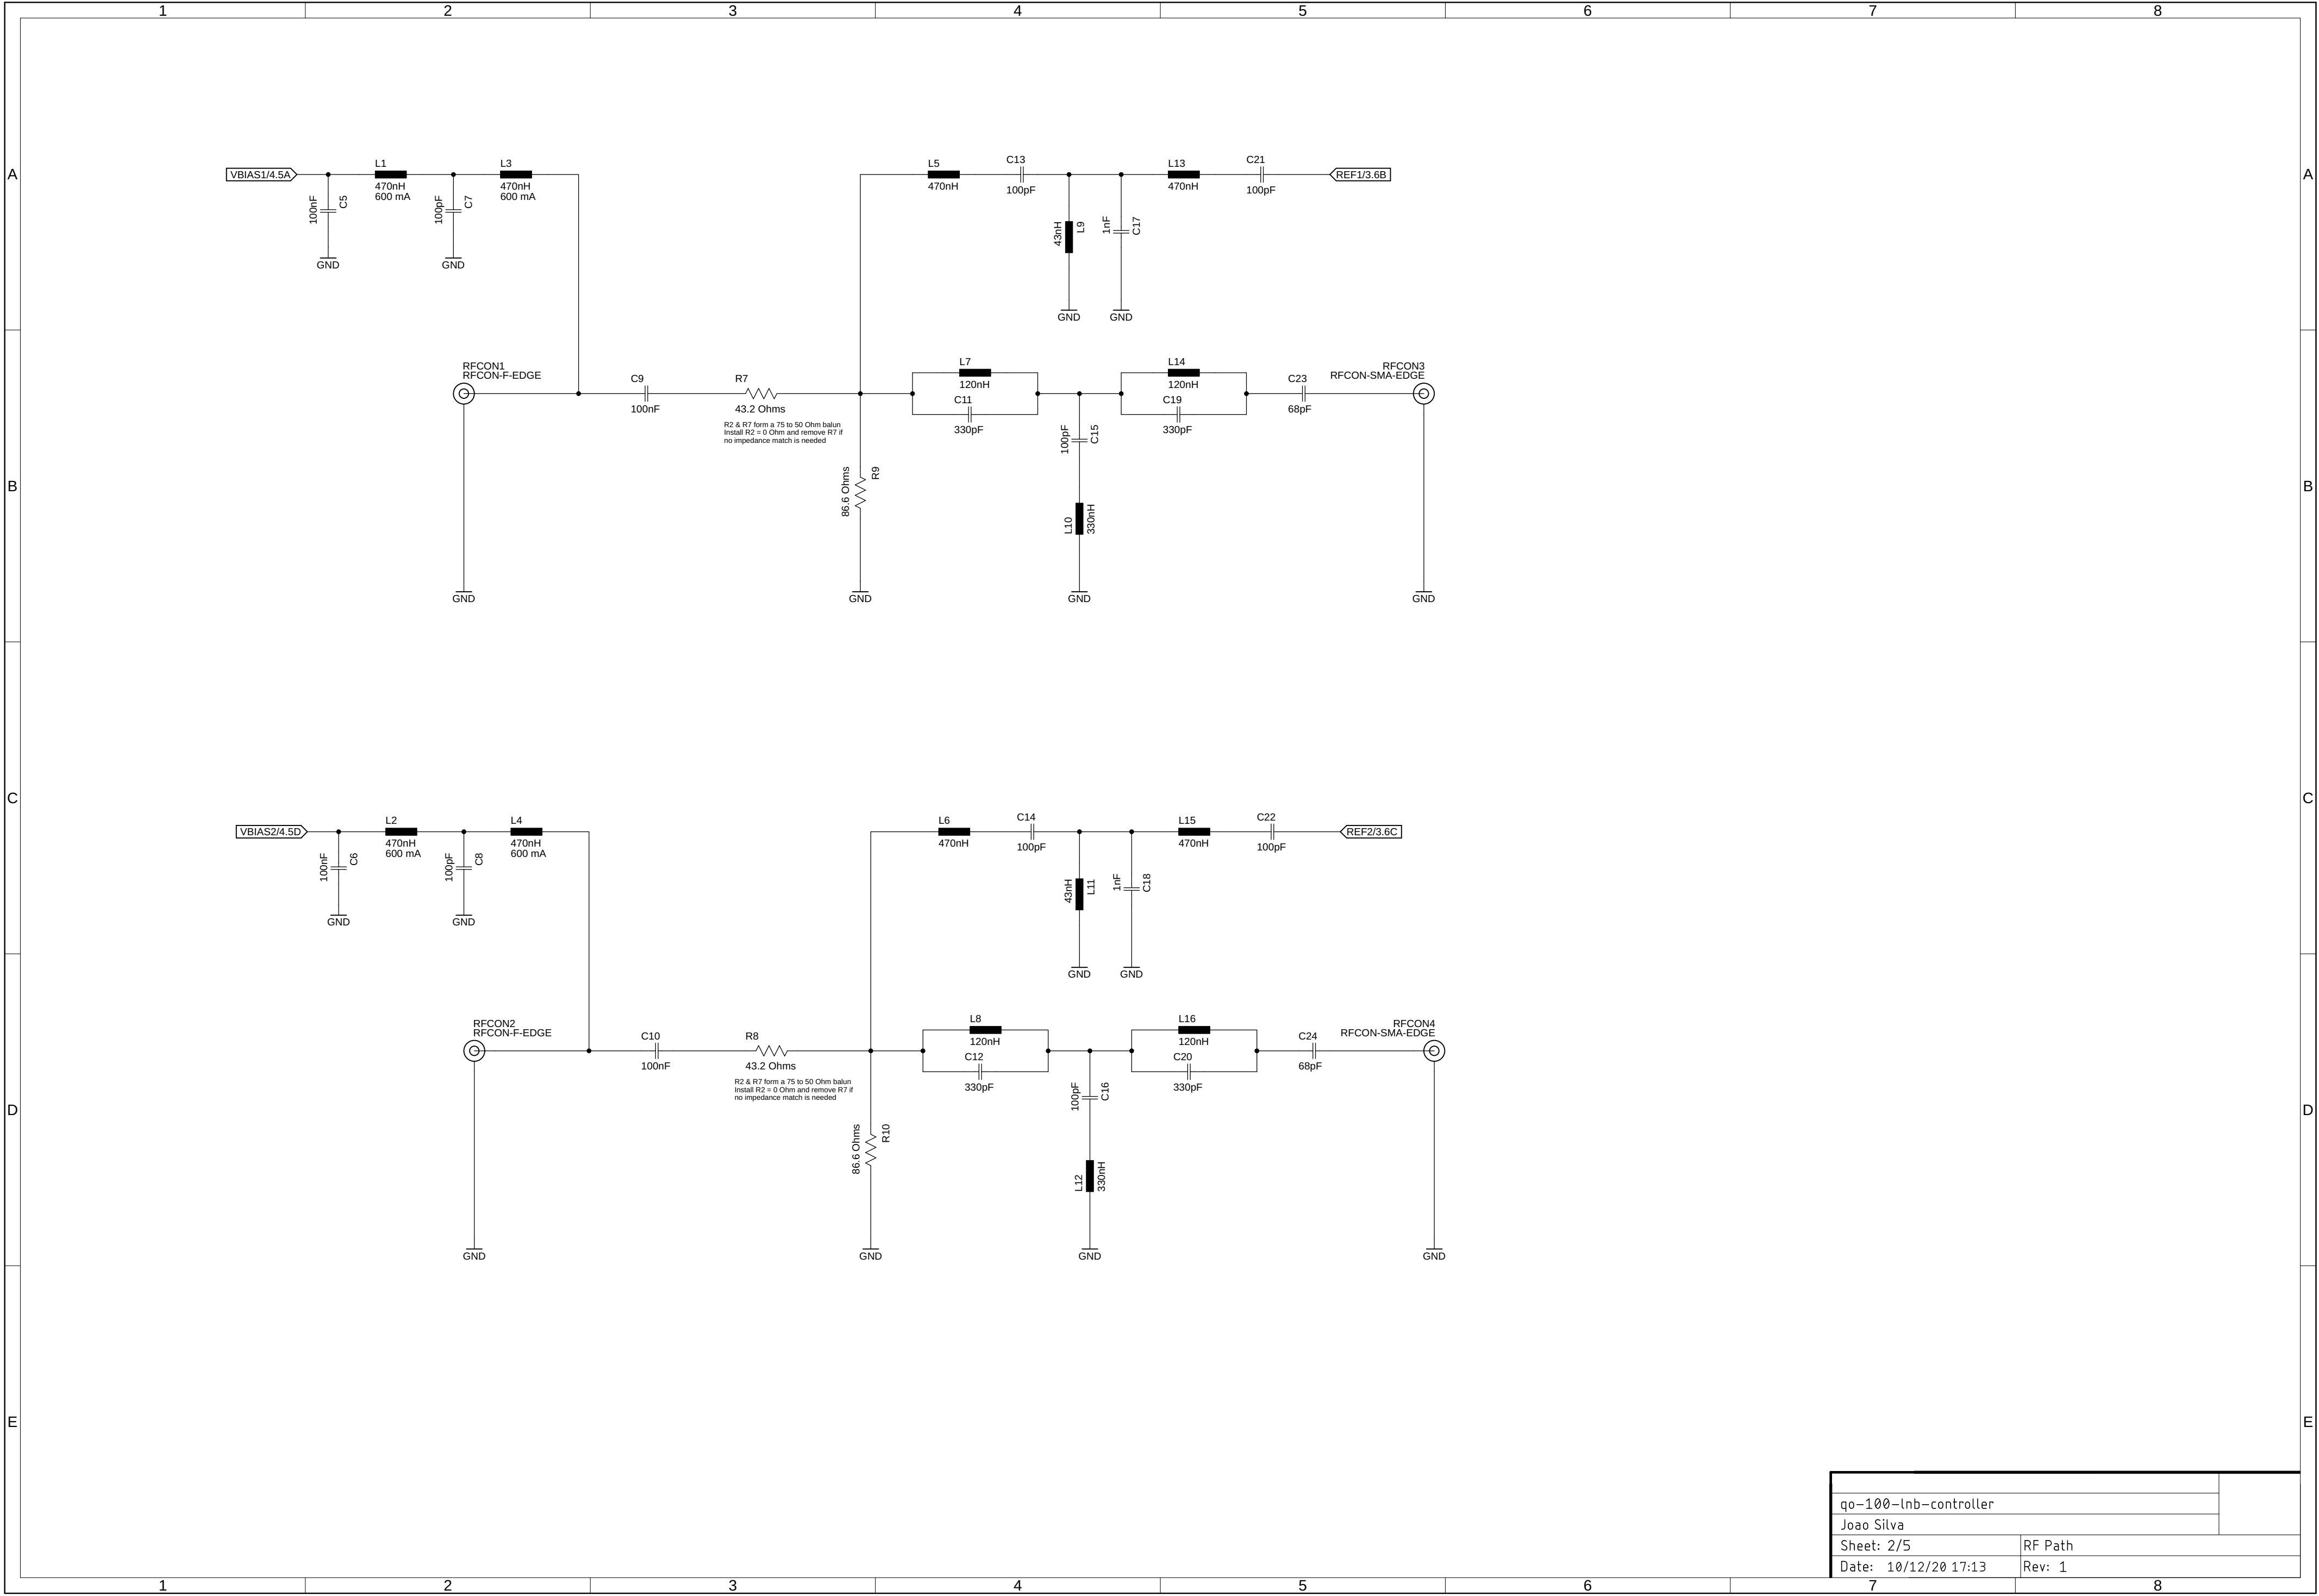 1 2 3 4 5 6 7 8
A A
VBIAS1/4.5A
L1
470nH
600 mA
L3
470nH
600 mA
100nF
C5
GND
100pF
C7
GND
L5
470nH
C13
100pF
L13
470nH
C21
100pF
REF1/3.6B
43nH
L9
GND
1nF
C17
GND
B B
RFCON1
RFCON-F-EDGE
GND
C9
100nF
R7
43.2 Ohms
R2 & R7 form a 75 to 50 Ohm balun
Install R2 = 0 Ohm and remove R7 if
no impedance match is needed
86.6 Ohms
R9
GND
L7
120nH
C11
330pF
100pF
C15
L10
330nH
GND
L14
120nH
C19
330pF
C23
68pF
RFCON3
RFCON-SMA-EDGE
GND
C C
VBIAS2/4.5D
L2
470nH
600 mA
L4
470nH
600 mA
100nF
C6
GND
100pF
C8
GND
L6
470nH
C14
100pF
L15
470nH
C22
100pF
REF2/3.6C
43nH
L11
GND
1nF
C18
GND
D D
RFCON2
RFCON-F-EDGE
GND
C10
100nF
R8
43.2 Ohms
R2 & R7 form a 75 to 50 Ohm balun
Install R2 = 0 Ohm and remove R7 if
no impedance match is needed
86.6 Ohms
R10
GND
L8
120nH
C12
330pF
100pF
C16
L12
330nH
GND
L16
120nH
C20
330pF
C24
68pF
RFCON4
RFCON-SMA-EDGE
GND
E E
qo-100-lnb-controller
Joao Silva
Sheet: 2/5
RF Path
Date: 10/12/20 17:13
Rev: 1
1 2 3 4 5 6 7 8